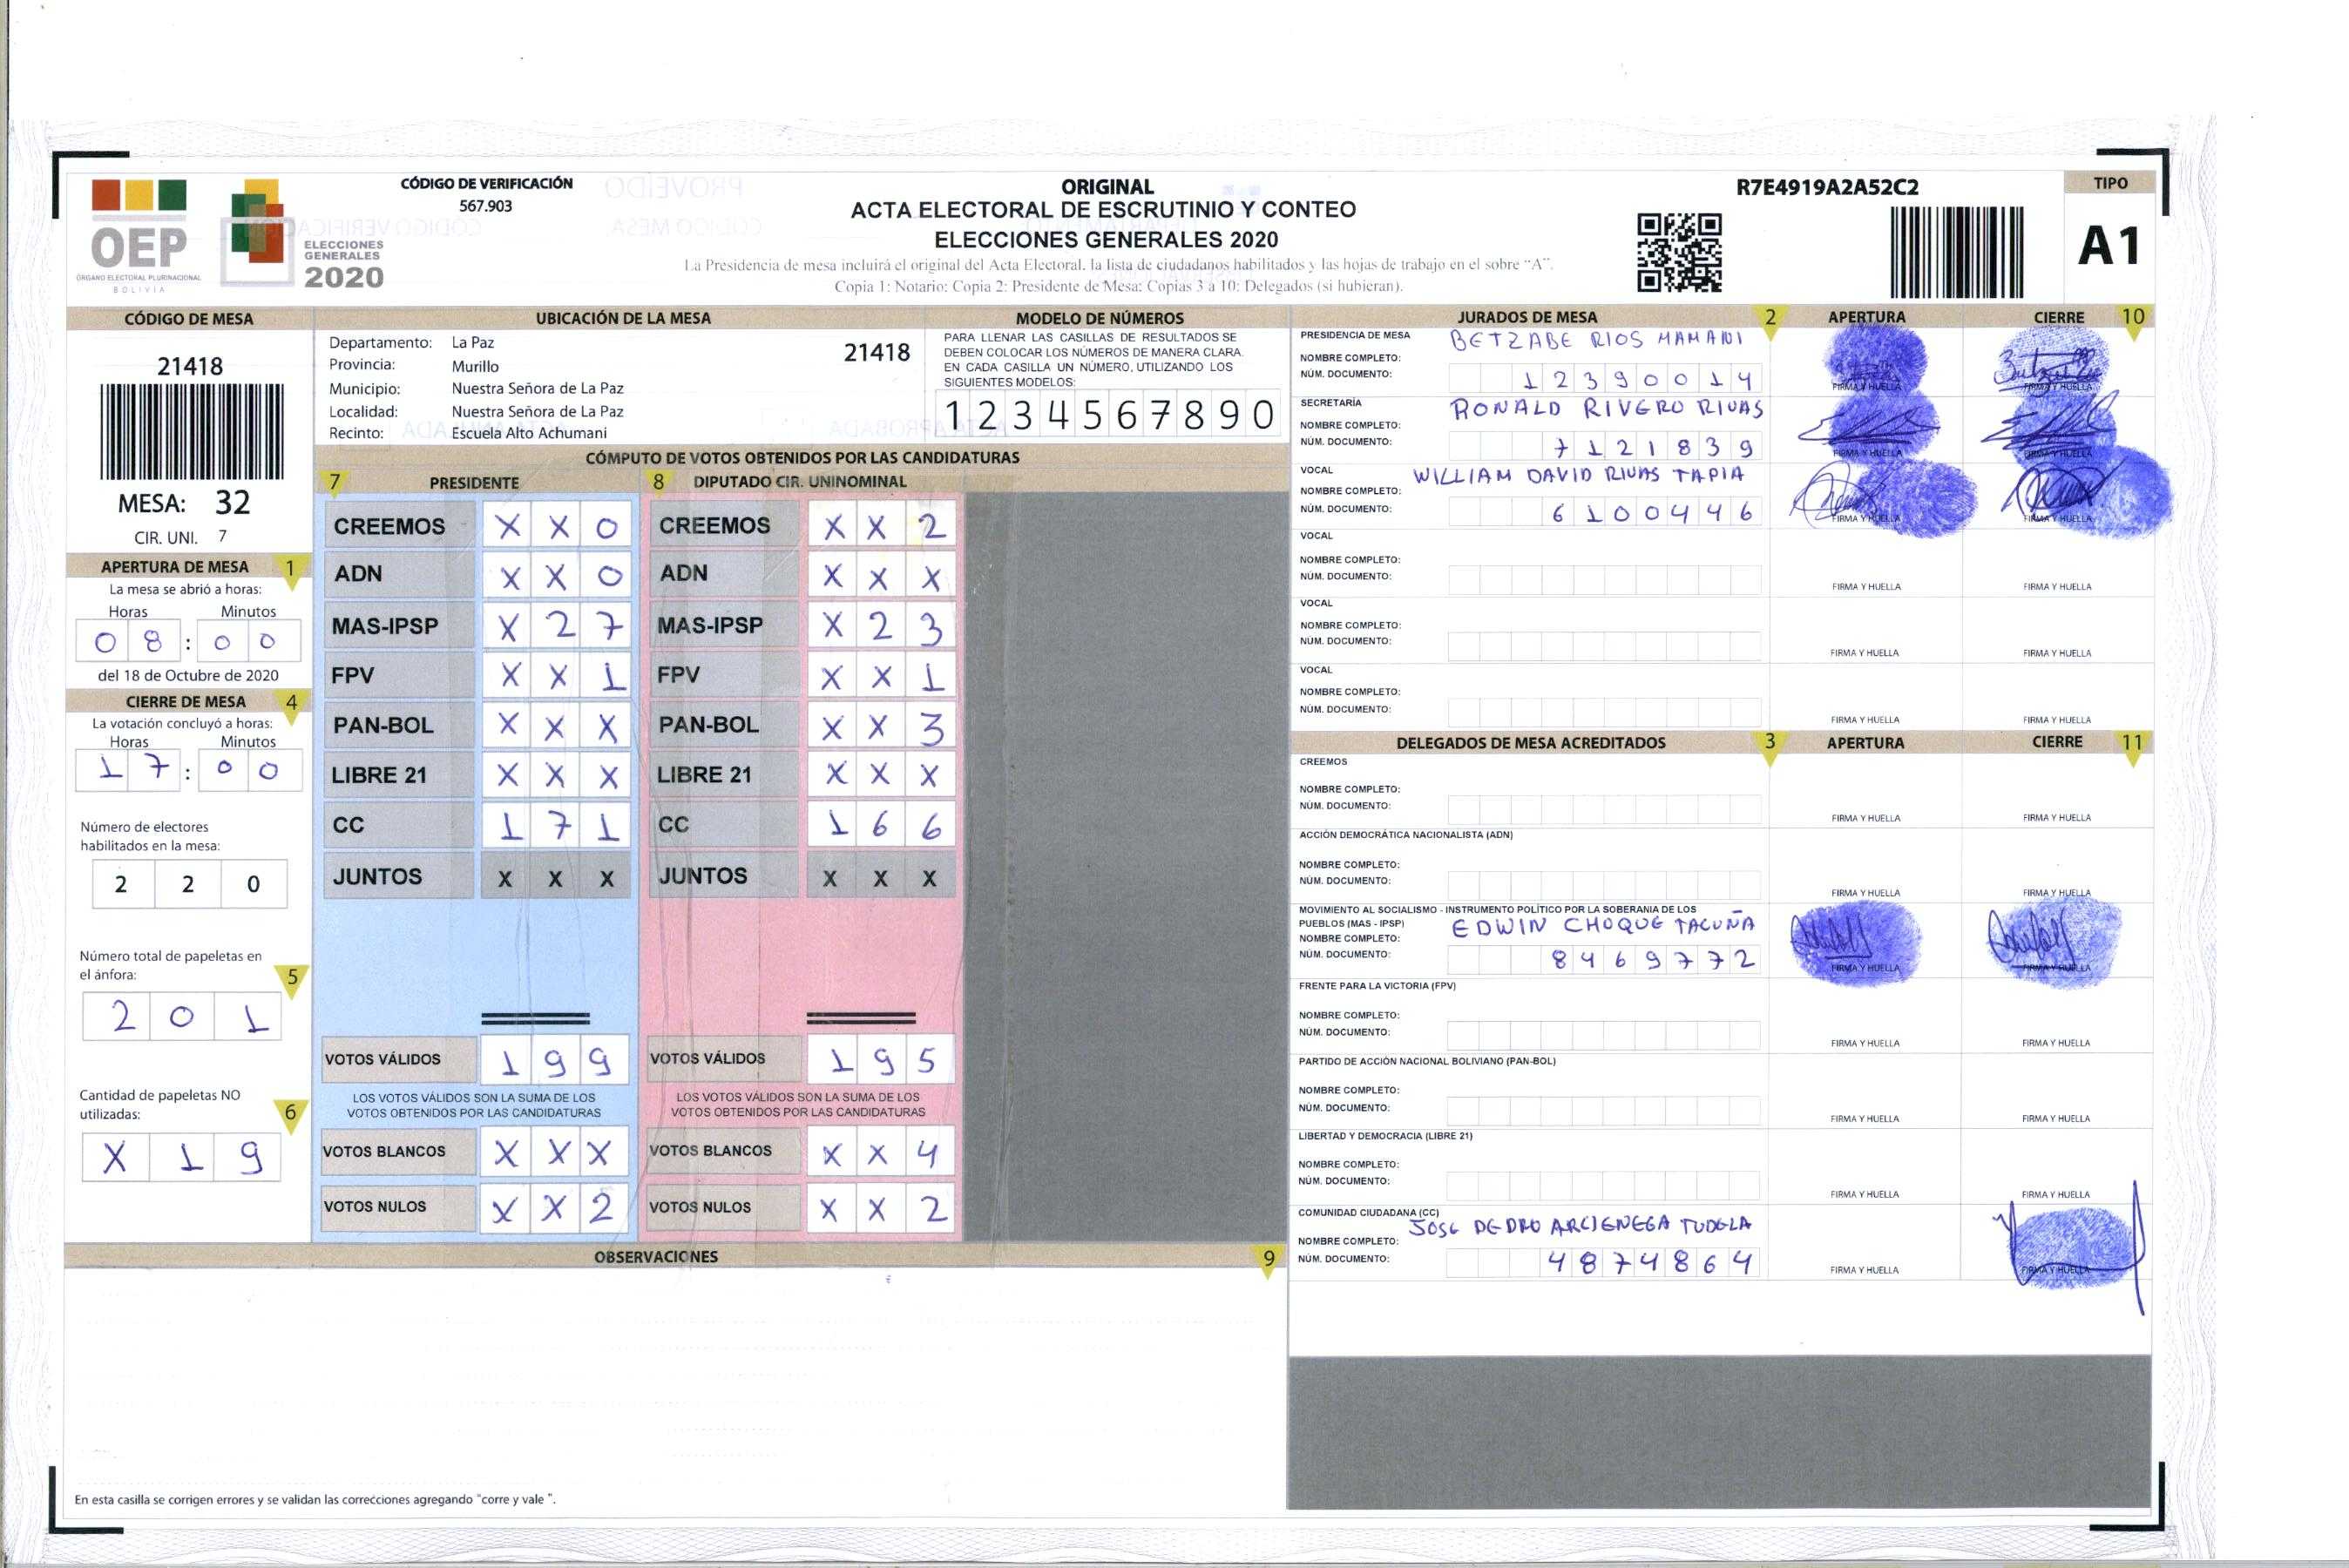 CÓDIGO DE VERIFICACIÓN
567.903
OEP
ÓRGANO ELECTORAL PLURINACIONAL
BOLIVIA
ELECCIONES
GENERALES
2020
ORIGINAL
ACTA ELECTORAL DE ESCRUTINIO Y CONTEO
ELECCIONES GENERALES 2020
La Presidencia de mesa incluirá el original del Acta Electoral, la lista de ciudadanos habilitados y las hojas de trabajo en el sobre "A".
Copia 1: Notario; Copia 2: Presidente de Mesa; Copias 3 a 10: Delegados (si hubieran).
R7E4919A2A52C2
TIPO
A1
CÓDIGO DE MESA
21418
MESA: 32
CIR. UNI. 7
UBICACIÓN DE LA MESA
Departamento: La Paz
21418
Provincia: Murillo
Municipio: Nuestra Señora de La Paz
Localidad: Nuestra Señora de La Paz
Recinto: Escuela Alto Achumani
MODELO DE NÚMEROS
PARA LLENAR LAS CASILLAS DE RESULTADOS SE
DEBEN COLOCAR LOS NÚMEROS DE MANERA CLARA.
EN CADA CASILLA UN NÚMERO, UTILIZANDO LOS
SIGUIENTES MODELOS:
1 2 3 4 5 6 7 8 9 0
APERTURA DE MESA 1
La mesa se abrió a horas:
Horas Minutos
0 8 : 0 0
del 18 de Octubre de 2020
CIERRE DE MESA 4
La votación concluyó a horas:
Horas Minutos
1 7 : 0 0
Número de electores
habilitados en la mesa:
2 2 0
Número total de papeletas en
el ánfora: 5
2 0 1
Cantidad de papeletas NO
utilizadas: 6
X 1 9
CÓMPUTO DE VOTOS OBTENIDOS POR LAS CANDIDATURAS
7 PRESIDENTE
CREEMOS X X 0
ADN X X 0
MAS-IPSP X 2 7
FPV X X 1
PAN-BOL X X X
LIBRE 21 X X X
CC 1 7 1
JUNTOS X X X
VOTOS VÁLIDOS 1 9 9
LOS VOTOS VÁLIDOS SON LA SUMA DE LOS
VOTOS OBTENIDOS POR LAS CANDIDATURAS
VOTOS BLANCOS X X X
VOTOS NULOS X X 2
8 DIPUTADO CIR. UNINOMINAL
CREEMOS X X 2
ADN X X X
MAS-IPSP X 2 3
FPV X X 1
PAN-BOL X X 3
LIBRE 21 X X X
CC 1 6 6
JUNTOS X X X
VOTOS VÁLIDOS 1 9 5
LOS VOTOS VÁLIDOS SON LA SUMA DE LOS
VOTOS OBTENIDOS POR LAS CANDIDATURAS
VOTOS BLANCOS X X 4
VOTOS NULOS X X 2
OBSERVACIONES 9
En esta casilla se corrigen errores y se validan las correcciones agregando "corre y vale ".
JURADOS DE MESA 2 APERTURA CIERRE 10
PRESIDENCIA DE MESA BETZABE RIOS MAMANI
NOMBRE COMPLETO:
NÚM. DOCUMENTO: 1 2 3 9 0 0 1 4
FIRMA Y HUELLA FIRMA Y HUELLA
SECRETARÍA RONALD RIVERO RIVAS
NOMBRE COMPLETO:
NÚM. DOCUMENTO: 7 1 2 1 8 3 9
FIRMA Y HUELLA FIRMA Y HUELLA
VOCAL WILLIAM DAVID RIVAS TAPIA
NOMBRE COMPLETO:
NÚM. DOCUMENTO: 6 1 0 0 4 4 6
FIRMA Y HUELLA FIRMA Y HUELLA
VOCAL
NOMBRE COMPLETO:
NÚM. DOCUMENTO:
FIRMA Y HUELLA FIRMA Y HUELLA
VOCAL
NOMBRE COMPLETO:
NÚM. DOCUMENTO:
FIRMA Y HUELLA FIRMA Y HUELLA
VOCAL
NOMBRE COMPLETO:
NÚM. DOCUMENTO:
FIRMA Y HUELLA FIRMA Y HUELLA
DELEGADOS DE MESA ACREDITADOS 3 APERTURA CIERRE 11
CREEMOS
NOMBRE COMPLETO:
NÚM. DOCUMENTO:
FIRMA Y HUELLA FIRMA Y HUELLA
ACCIÓN DEMOCRÁTICA NACIONALISTA (ADN)
NOMBRE COMPLETO:
NÚM. DOCUMENTO:
FIRMA Y HUELLA FIRMA Y HUELLA
MOVIMIENTO AL SOCIALISMO - INSTRUMENTO POLÍTICO POR LA SOBERANIA DE LOS
PUEBLOS (MAS - IPSP) EDWIN CHOQUE TACUÑA
NOMBRE COMPLETO:
NÚM. DOCUMENTO: 8 4 6 9 7 7 2
FIRMA Y HUELLA FIRMA Y HUELLA
FRENTE PARA LA VICTORIA (FPV)
NOMBRE COMPLETO:
NÚM. DOCUMENTO:
FIRMA Y HUELLA FIRMA Y HUELLA
PARTIDO DE ACCIÓN NACIONAL BOLIVIANO (PAN-BOL)
NOMBRE COMPLETO:
NÚM. DOCUMENTO:
FIRMA Y HUELLA FIRMA Y HUELLA
LIBERTAD Y DEMOCRACIA (LIBRE 21)
NOMBRE COMPLETO:
NÚM. DOCUMENTO:
FIRMA Y HUELLA FIRMA Y HUELLA
COMUNIDAD CIUDADANA (CC)
JOSE PEDRO ARCIENEGA TUDELA
NOMBRE COMPLETO:
NÚM. DOCUMENTO: 4 8 7 4 8 6 4
FIRMA Y HUELLA FIRMA Y HUELLA